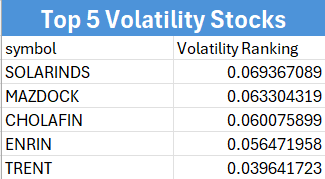 Top 5 Volatility Stocks
symbol Volatility Ranking
SOLARINDS 0.069367089
MAZDOCK 0.063304319
CHOLAFIN 0.060075899
ENRIN 0.056471958
TRENT 0.039641723